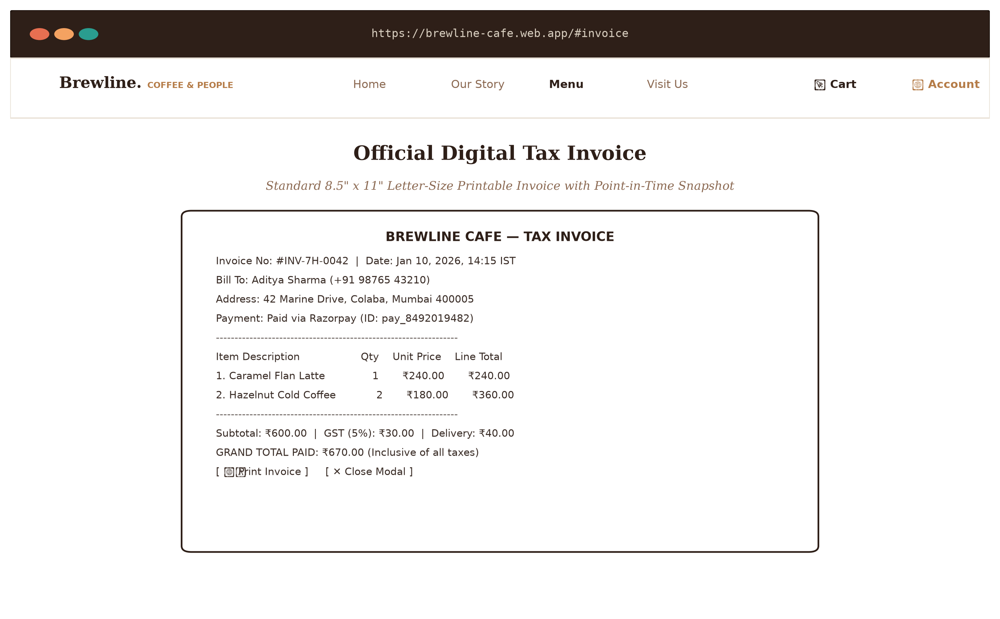 https://brewline-cafe.web.app/#invoice
Brewline. COFFEE & PEOPLE Home Our Story Menu Visit Us Cart Account
Official Digital Tax Invoice
Standard 8.5" x 11" Letter-Size Printable Invoice with Point-in-Time Snapshot
BREWLINE CAFE — TAX INVOICE
Invoice No: #INV-7H-0042 | Date: Jan 10, 2026, 14:15 IST
Bill To: Aditya Sharma (+91 98765 43210)
Address: 42 Marine Drive, Colaba, Mumbai 400005
Payment: Paid via Razorpay (ID: pay_8492019482)
-----------------------------------------------------------------
Item Description Qty Unit Price Line Total
1. Caramel Flan Latte 1 ₹240.00 ₹240.00
2. Hazelnut Cold Coffee 2 ₹180.00 ₹360.00
-----------------------------------------------------------------
Subtotal: ₹600.00 | GST (5%): ₹30.00 | Delivery: ₹40.00
GRAND TOTAL PAID: ₹670.00 (Inclusive of all taxes)
[ Print Invoice ] [ ✕ Close Modal ]